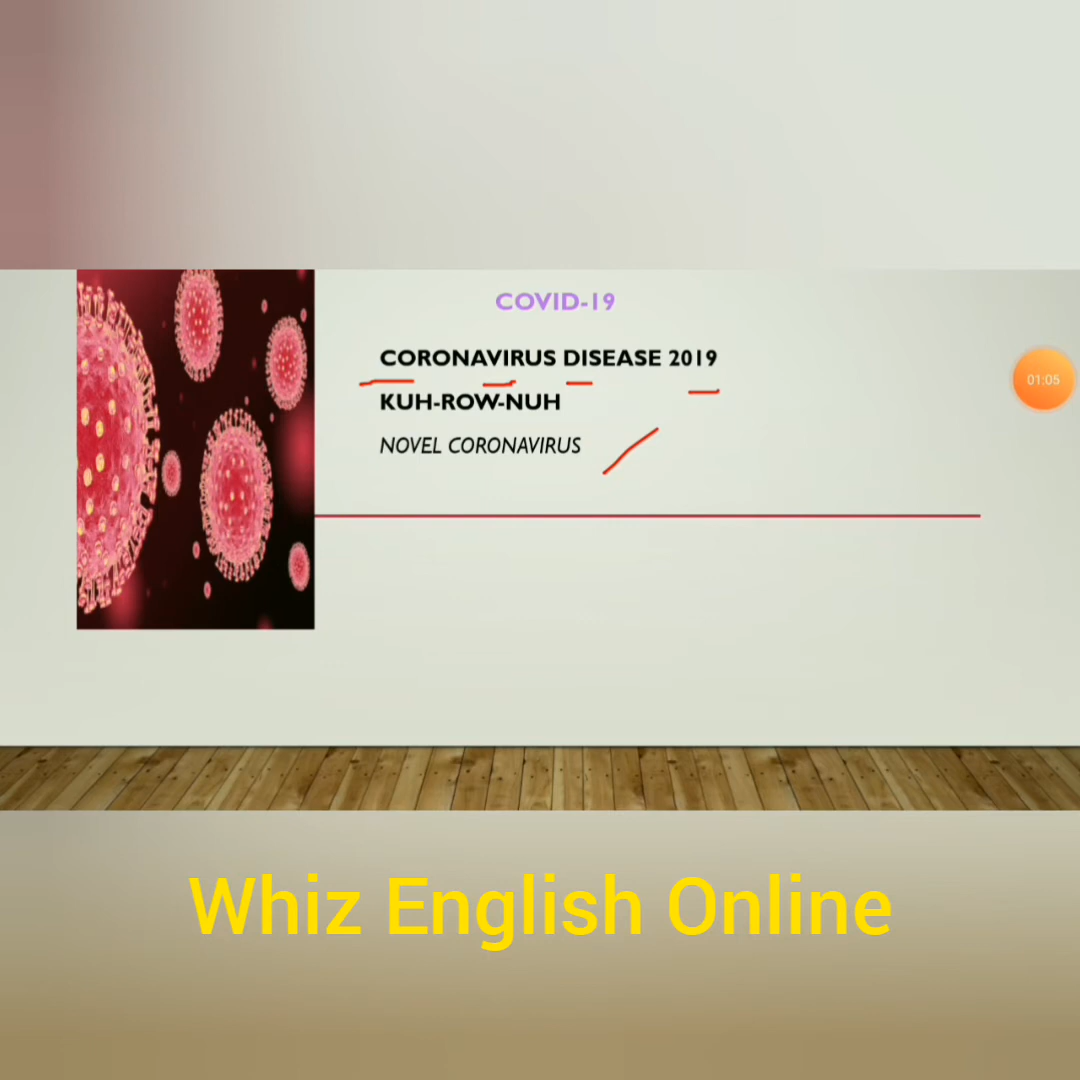 COVID-19
CORONAVIRUS DISEASE 2019
KUH-ROW-NUH
NOVEL CORONAVIRUS
01:05
Whiz English Online